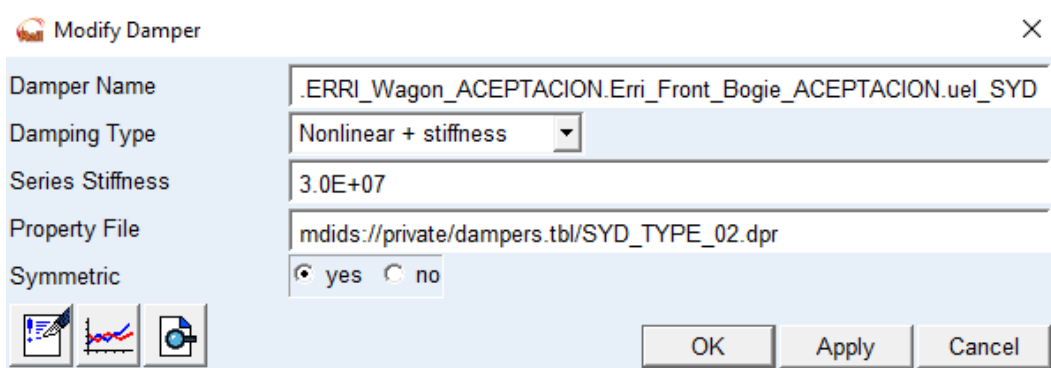 Modify Damper
Damper Name .ERRI_Wagon_ACEPTACION.Erri_Front_Bogie_ACEPTACION.uel_SYD
Damping Type Nonlinear + stiffness
Series Stiffness 3.0E+07
Property File mdids://private/dampers.tbl/SYD_TYPE_02.dpr
Symmetric yes no
OK Apply Cancel